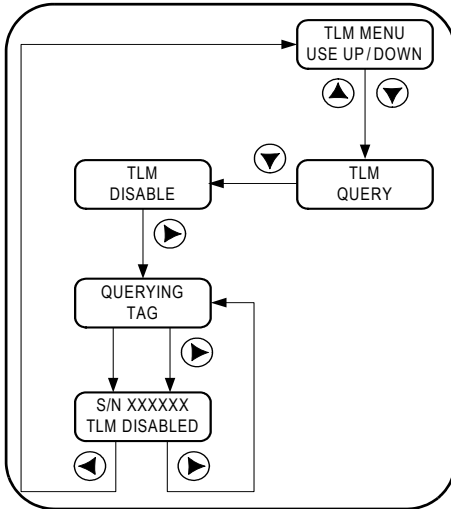 TLM MENU
USE UP/DOWN
TLM
QUERY
TLM
DISABLE
QUERYING
TAG
S/N XXXXXX
TLM DISABLED